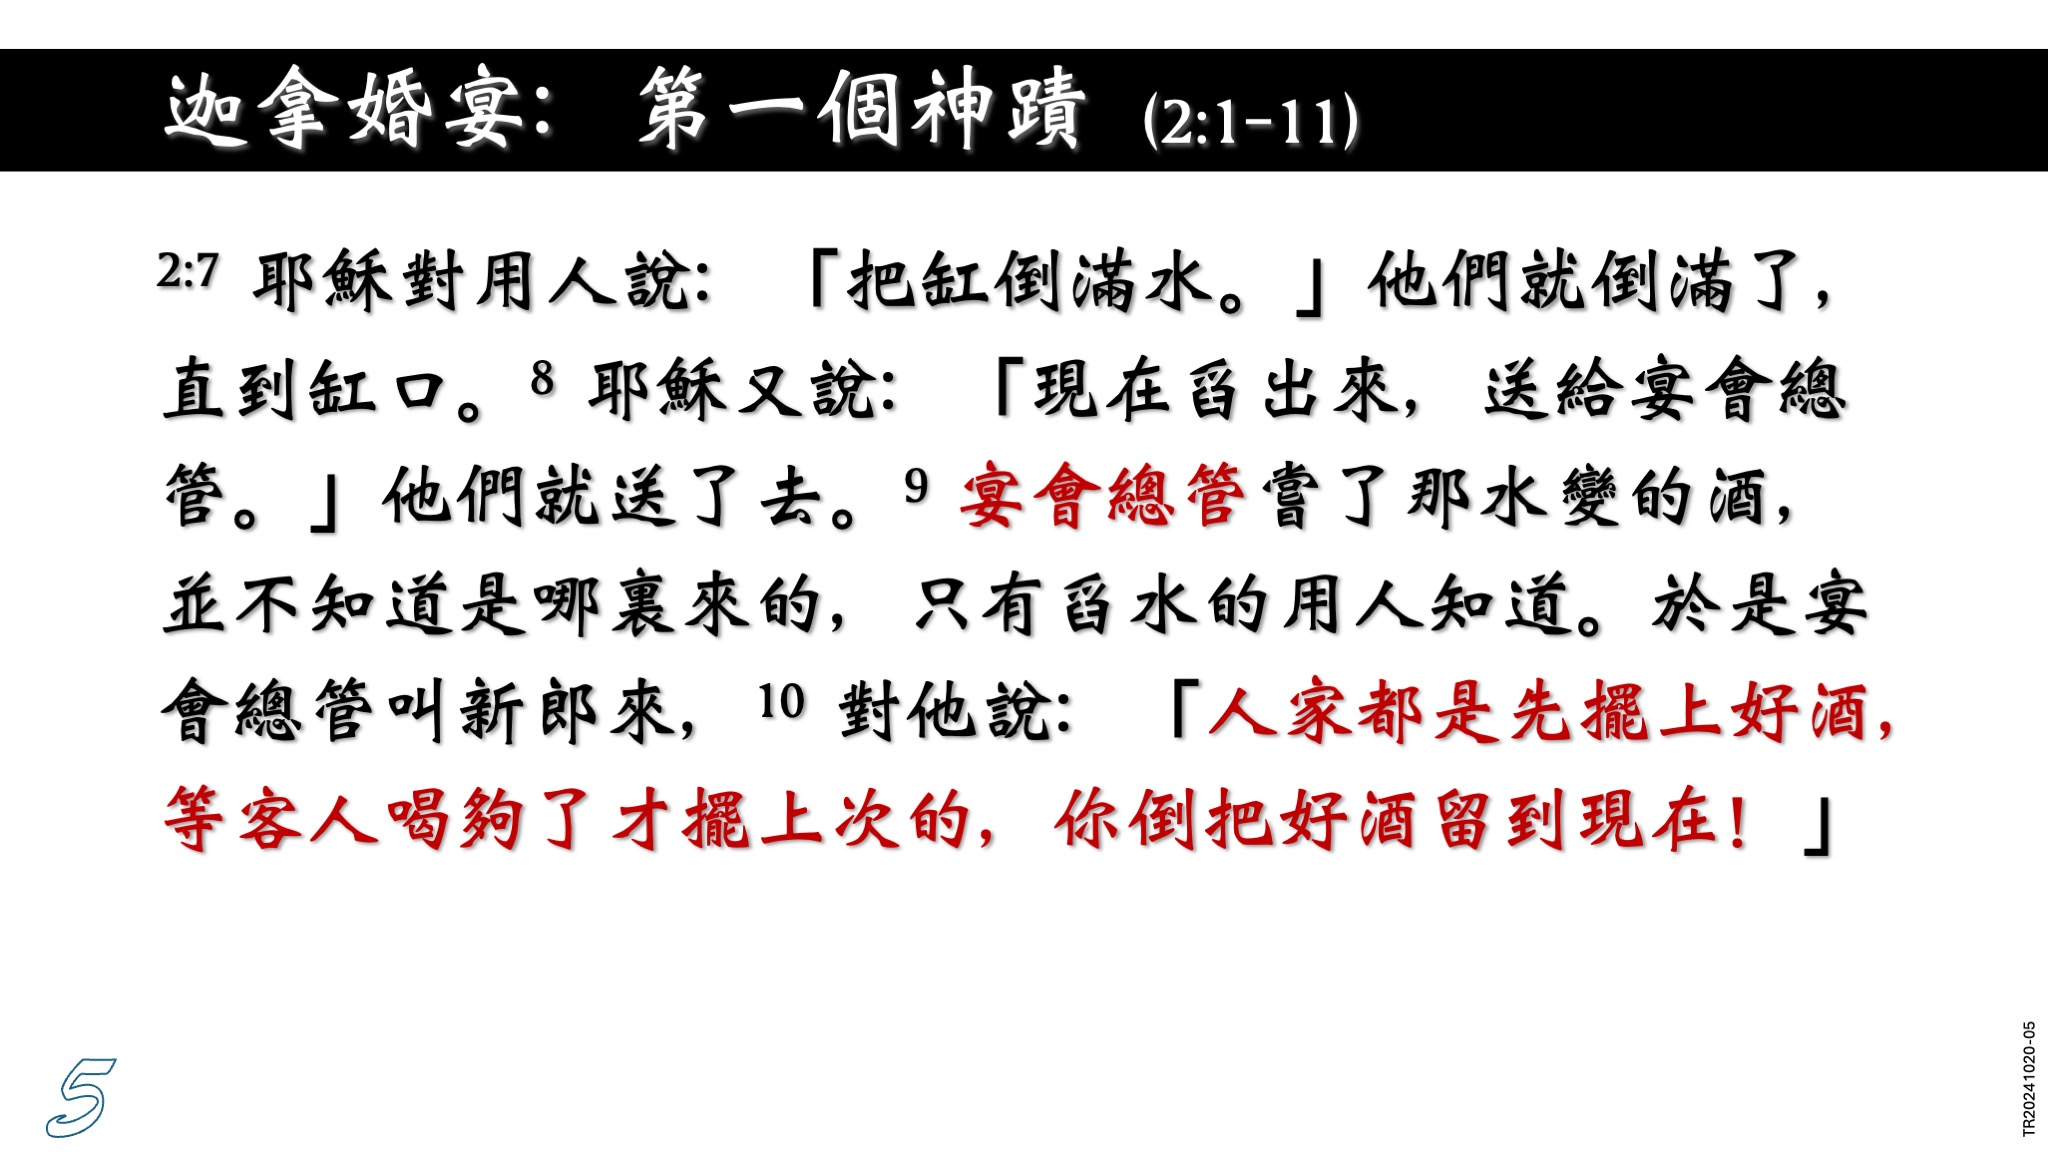 迦拿婚宴：第一個神蹟 (2:1-11)
2:7 耶穌對用人說：「把缸倒滿水。」他們就倒滿了，
直到缸口。8 耶穌又說：「現在舀出來，送給宴會總
管。」他們就送了去。9 宴會總管嘗了那水變的酒，
並不知道是哪裏來的，只有舀水的用人知道。於是宴
會總管叫新郎來，10 對他說：「人家都是先擺上好酒，
等客人喝夠了才擺上次的，你倒把好酒留到現在！」
5
TR20241020-05